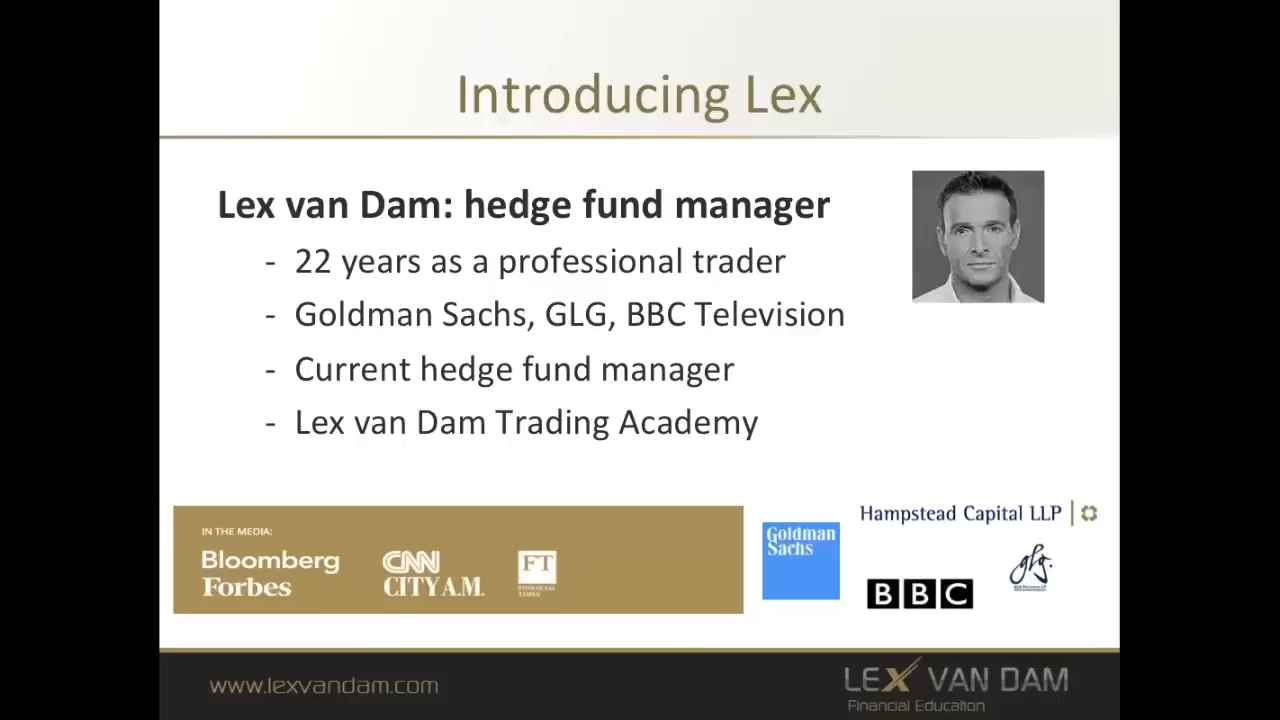 Introducing Lex
Lex van Dam: hedge fund manager
- 22 years as a professional trader
- Goldman Sachs, GLG, BBC Television
- Current hedge fund manager
- Lex van Dam Trading Academy
IN THE MEDIA:
Bloomberg
Forbes
CNN
CITY A.M.
FT
FINANCIAL
TIMES
Goldman
Sachs
Hampstead Capital LLP
BBC
glg.
www.lexvandam.com
LEX VAN DAM
Financial Education